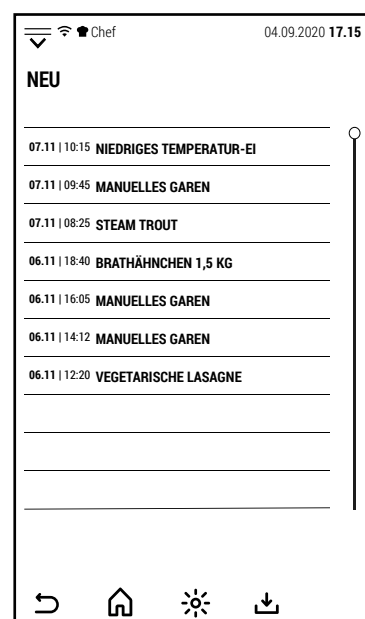 Chef 04.09.2020 17.15
NEU
07.11 | 10:15 NIEDRIGES TEMPERATUR-EI
07.11 | 09:45 MANUELLES GAREN
07.11 | 08:25 STEAM TROUT
06.11 | 18:40 BRATHÄHNCHEN 1,5 KG
06.11 | 16:05 MANUELLES GAREN
06.11 | 14:12 MANUELLES GAREN
06.11 | 12:20 VEGETARISCHE LASAGNE